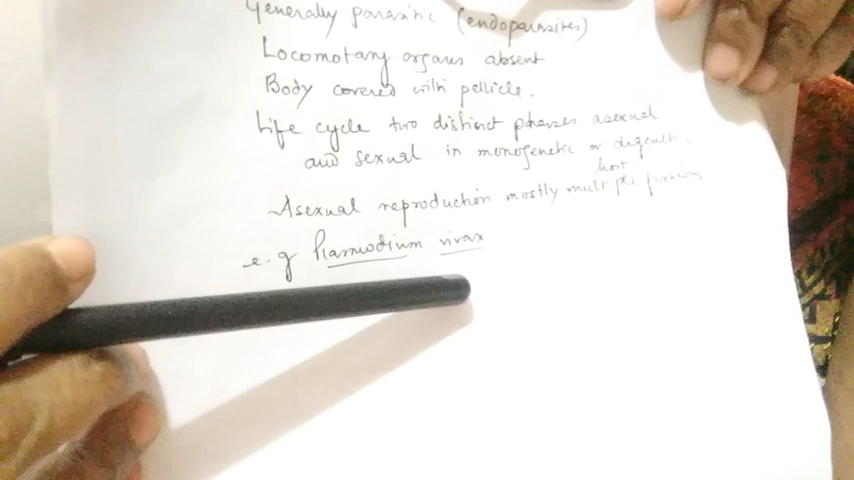 Generally parasitic (endoparasites)
Locomotary organs absent
Body covered with pellicle.
Life cycle two distinct phases asexual
and sexual in monogenetic or digenetic
host
Asexual reproduction mostly multiple fission
e.g Plasmodium vivax